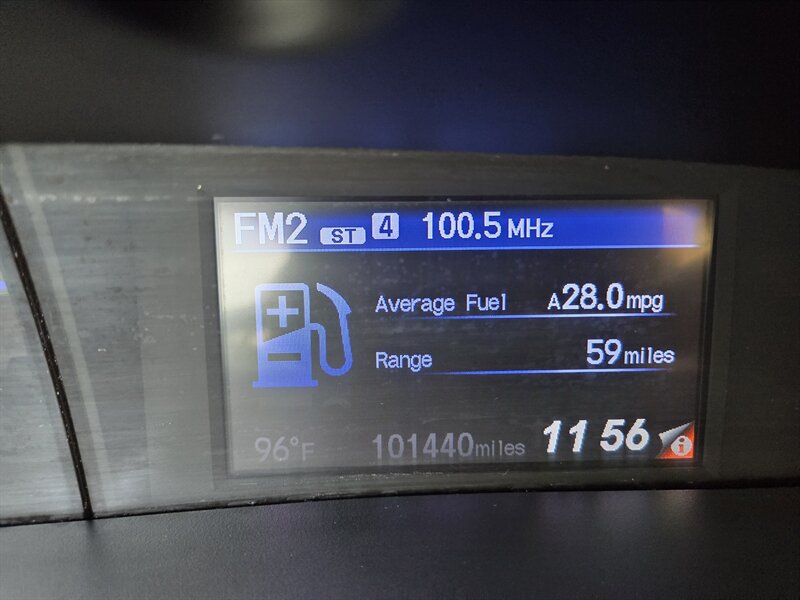 FM2 ST 4 100.5 MHz
Average Fuel A28.0mpg
Range 59miles
96°F 101440miles 11 56 i